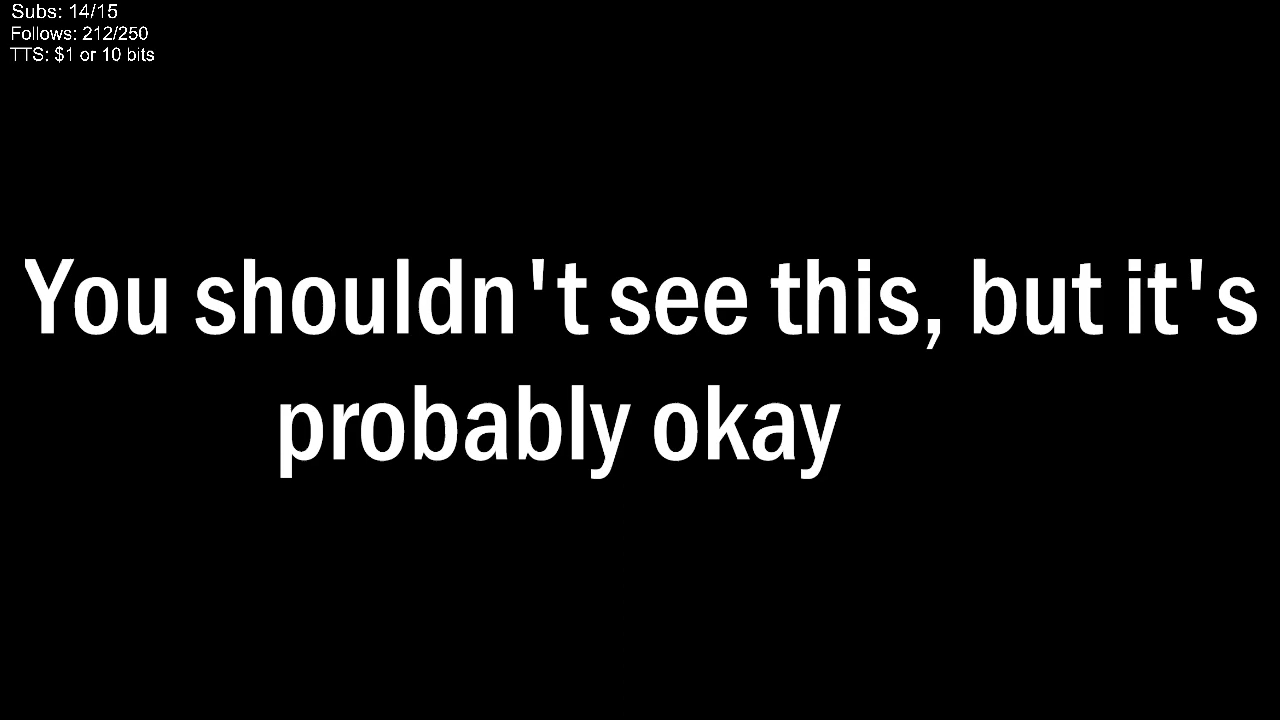 Subs: 14/15
Follows: 212/250
TTS: $1 or 10 bits
You shouldn't see this, but it's
probably okay